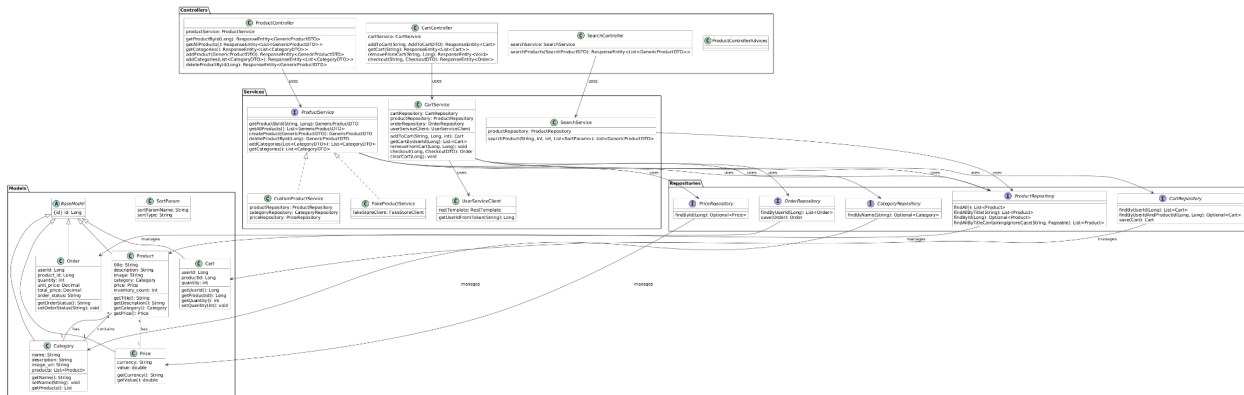 Controllers
C ProductController
productService: ProductService
getProductById(Long): ResponseEntity<GenericProductDTO>
getAllProducts(): ResponseEntity<List<GenericProductDTO>>
getCategories(): ResponseEntity<List<CategoryDTO>>
addProduct(GenericProductDTO): ResponseEntity<GenericProductDTO>
addCategories(List<CategoryDTO>): ResponseEntity<List<CategoryDTO>>
deleteProductById(Long): ResponseEntity<GenericProductDTO>
C CartController
cartService: CartService
addToCart(String, AddToCartDTO): ResponseEntity<Cart>
getCart(String): ResponseEntity<List<Cart>>
removeFromCart(String, Long): ResponseEntity<Void>
checkout(String, CheckoutDTO): ResponseEntity<Order>
C SearchController
searchService: SearchService
searchProducts(SearchProductDTO): ResponseEntity<List<GenericProductDTO>>
C ProductControllerAdvices
uses
uses
uses
Services
I ProductService
getProductById(String, Long): GenericProductDTO
getAllProducts(): List<GenericProductDTO>
createProduct(GenericProductDTO): GenericProductDTO
deleteProductById(Long): GenericProductDTO
addCategories(List<CategoryDTO>): List<CategoryDTO>
getCategories(): List<CategoryDTO>
C CartService
cartRepository: CartRepository
productRepository: ProductRepository
orderRepository: OrderRepository
userServiceClient: UserServiceClient
addToCart(String, Long, int): Cart
getCartByUserId(Long): List<Cart>
removeFromCart(Long, Long): void
checkout(Long, CheckoutDTO): Order
clearCart(Long): void
C SearchService
productRepository: ProductRepository
searchProduct(String, int, int, List<SortParam>): List<GenericProductDTO>
uses
uses
uses
uses
uses
uses
uses
uses
C CustomProductService
productRepository: ProductRepository
categoryRepository: CategoryRepository
priceRepository: PriceRepository
C FakeProductService
fakeStoreClient: FakeStoreClient
C UserServiceClient
restTemplate: RestTemplate
getUserIdFromToken(String): Long
Repositories
I PriceRepository
findById(Long): Optional<Price>
I OrderRepository
findByUserId(Long): List<Order>
save(Order): Order
I CategoryRepository
findByName(String): Optional<Category>
I ProductRepository
findAll(): List<Product>
findAllByTitle(String): List<Product>
findById(Long): Optional<Product>
findAllByTitleContainingIgnoreCase(String, Pageable): List<Product>
I CartRepository
findByUserId(Long): List<Cart>
findByUserIdAndProductId(Long, Long): Optional<Cart>
save(Cart): Cart
Models
A BaseModel
{id} id: Long
C SortParam
sortParamName: String
sortType: String
manages
manages
manages
manages
manages
C Order
userId: Long
product_id: Long
quantity: int
unit_price: Decimal
total_price: Decimal
order_status: String
getOrderStatus(): String
setOrderStatus(String): void
C Product
title: String
description: String
image: String
category: Category
price: Price
inventory_count: int
getTitle(): String
getDescription(): String
getCategory(): Category
getPrice(): Price
C Cart
userId: Long
productId: Long
quantity: int
getUserId(): Long
getProductId(): Long
getQuantity(): int
setQuantity(int): void
has
contains
has
C Category
name: String
description: String
image_url: String
products: List<Product>
getName(): String
setName(String): void
getProducts(): List
C Price
currency: String
value: double
getCurrency(): String
getValue(): double